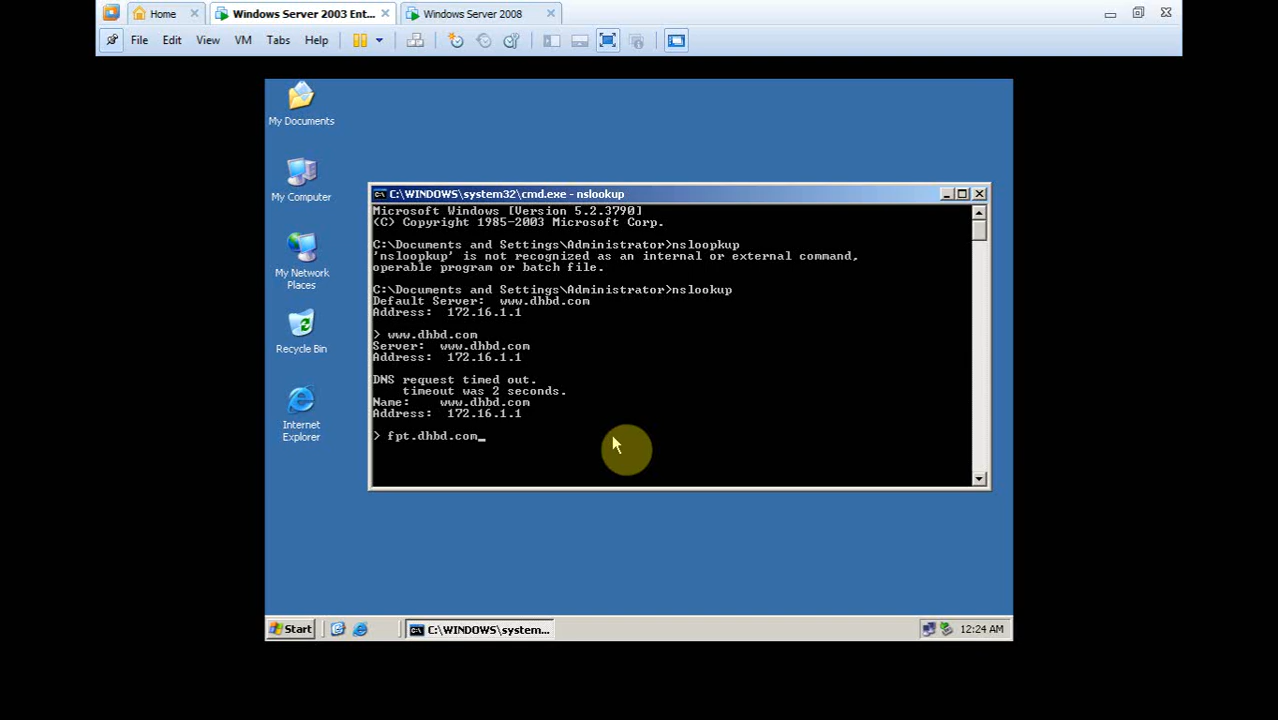 Home
Windows Server 2003 Ent...
Windows Server 2008
File Edit View VM Tabs Help
My Documents
My Computer
My Network
Places
Recycle Bin
Internet
Explorer
C:\WINDOWS\system32\cmd.exe - nslookup
Microsoft Windows [Version 5.2.3790]
(C) Copyright 1985-2003 Microsoft Corp.
C:\Documents and Settings\Administrator>nsloopkup
'nsloopkup' is not recognized as an internal or external command,
operable program or batch file.
C:\Documents and Settings\Administrator>nslookup
Default Server:  www.dhbd.com
Address:  172.16.1.1
> www.dhbd.com
Server:  www.dhbd.com
Address:  172.16.1.1
DNS request timed out.
    timeout was 2 seconds.
Name:    www.dhbd.com
Address:  172.16.1.1
> fpt.dhbd.com_
Start
C:\WINDOWS\system...
12:24 AM